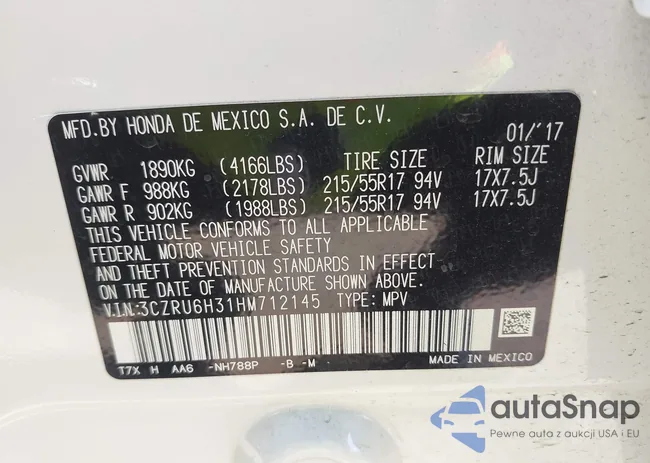 MFD.BY HONDA DE MEXICO S.A. DE C.V.
01/'17
GVWR 1890KG (4166LBS) TIRE SIZE RIM SIZE
GAWR F 988KG (2178LBS) 215/55R17 94V 17X7.5J
GAWR R 902KG (1988LBS) 215/55R17 94V 17X7.5J
THIS VEHICLE CONFORMS TO ALL APPLICABLE
FEDERAL MOTOR VEHICLE SAFETY
AND THEFT PREVENTION STANDARDS IN EFFECT
ON THE DATE OF MANUFACTURE SHOWN ABOVE.
V.I.N:3CZRU6H31HM712145 TYPE: MPV
T7X H AA6 -NH788P -B -M MADE IN MEXICO
autaSnap
Pewne auta z aukcji USA i EU